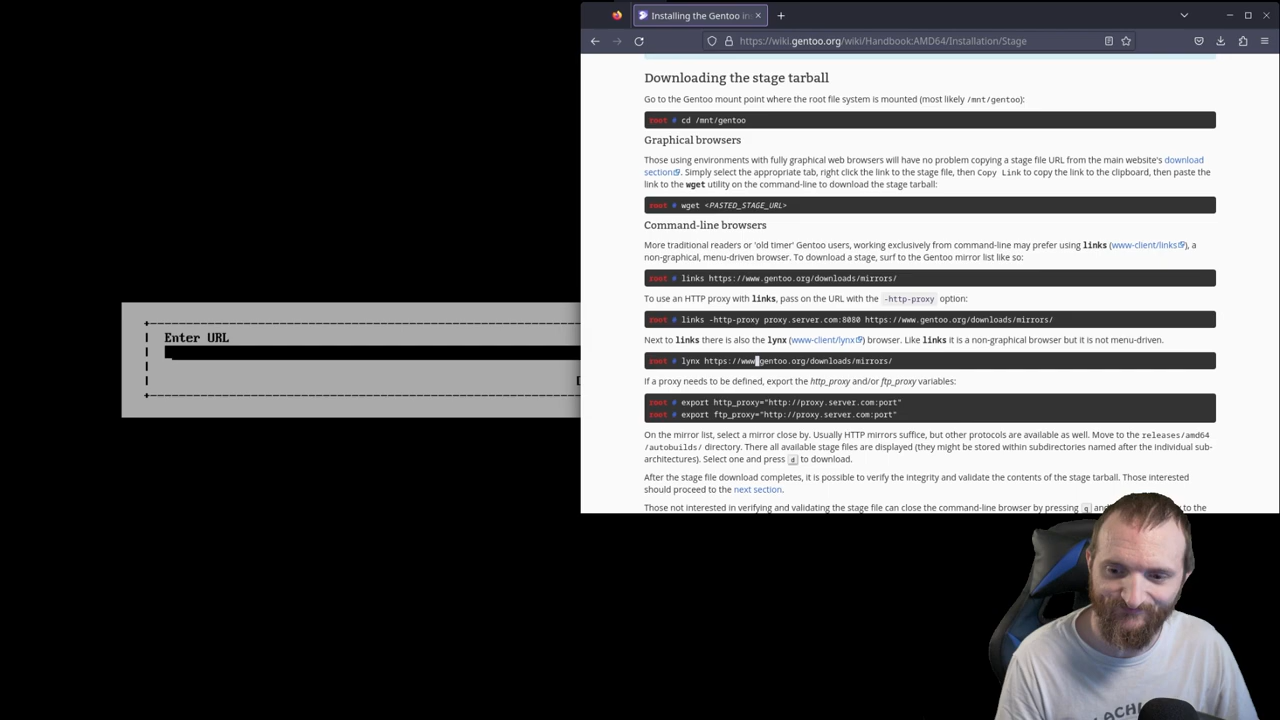 Installing the Gentoo in
https://wiki.gentoo.org/wiki/Handbook:AMD64/Installation/Stage
Downloading the stage tarball
Go to the Gentoo mount point where the root file system is mounted (most likely /mnt/gentoo):
root # cd /mnt/gentoo
Graphical browsers
Those using environments with fully graphical web browsers will have no problem copying a stage file URL from the main website's download
section. Simply select the appropriate tab, right click the link to the stage file, then Copy Link to copy the link to the clipboard, then paste the
link to the wget utility on the command-line to download the stage tarball:
root # wget <PASTED_STAGE_URL>
Command-line browsers
More traditional readers or 'old timer' Gentoo users, working exclusively from command-line may prefer using links (www-client/links), a
non-graphical, menu-driven browser. To download a stage, surf to the Gentoo mirror list like so:
root # links https://www.gentoo.org/downloads/mirrors/
To use an HTTP proxy with links, pass on the URL with the -http-proxy option:
root # links -http-proxy proxy.server.com:8080 https://www.gentoo.org/downloads/mirrors/
Next to links there is also the lynx (www-client/lynx) browser. Like links it is a non-graphical browser but it is not menu-driven.
root # lynx https://www.gentoo.org/downloads/mirrors/
If a proxy needs to be defined, export the http_proxy and/or ftp_proxy variables:
root # export http_proxy="http://proxy.server.com:port"
root # export ftp_proxy="http://proxy.server.com:port"
On the mirror list, select a mirror close by. Usually HTTP mirrors suffice, but other protocols are available as well. Move to the releases/amd64
/autobuilds/ directory. There all available stage files are displayed (they might be stored within subdirectories named after the individual sub-
architectures). Select one and press d to download.
After the stage file download completes, it is possible to verify the integrity and validate the contents of the stage tarball. Those interested
should proceed to the next section.
Those not interested in verifying and validating the stage file can close the command-line browser by pressing q and to the
Enter URL